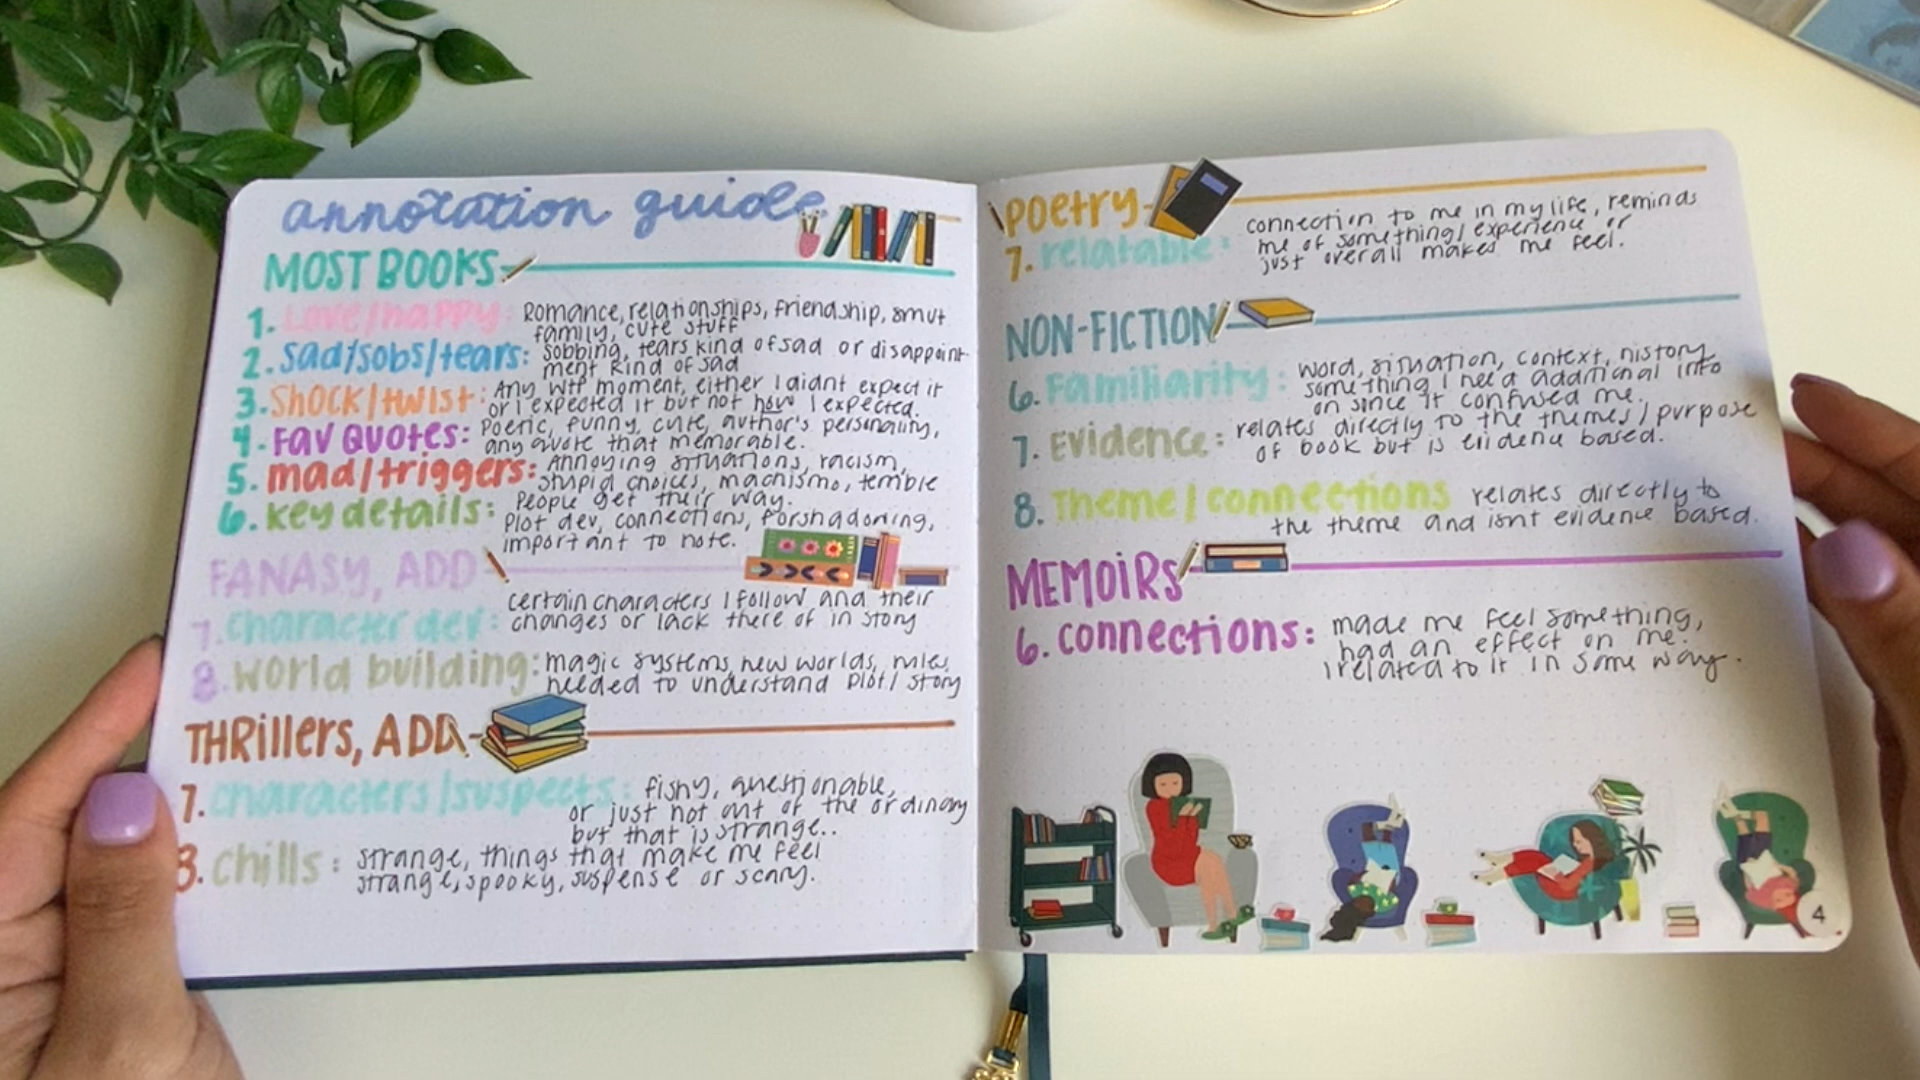 annotation guide
MOST BOOKS
1. Love/happy: Romance, relationships, friendship, smut
family, cute stuff
2. Sad/sobs/tears: sobbing, tears kind of sad or disappoint
ment kind of sad
3. Shock/twist: Any WTF moment, either I didnt expect it
or I expected it but not how I expected.
4. Fav Quotes: Poetic, funny, cute, author's personality,
any quote that memorable.
5. mad/triggers: Annoying situations, racism,
stupid choices, machismo, terrible
People get their way.
6. key details: Plot dev, connections, forshadowing,
important to note.
FANASY, ADD
7. character dev: certain characters I follow and their
changes or lack there of in story
8. world building: magic systems, new worlds, rules,
needed to understand plot/ story
THRillers, ADD
7. characters/suspects: fishy, questionable,
or just not out of the ordinary
but that is strange..
8. chills: strange, things that make me feel
strange, spooky, suspense or scary.
POETRY
7. relatable: connection to me in my life, reminds
me of something/experience or
just overall makes me feel.
NON-FICTION
6. Familiarity: word, situation, context, history
something I need additional info
on since it confused me.
7. Evidence: relates directly to the themes/purpose
of book but is evidence based.
8. Theme/connections relates directly to
the theme and isnt evidence based.
MEMOIRS
6. connections: made me feel something,
had an effect on me.
I related to it in some way.
4